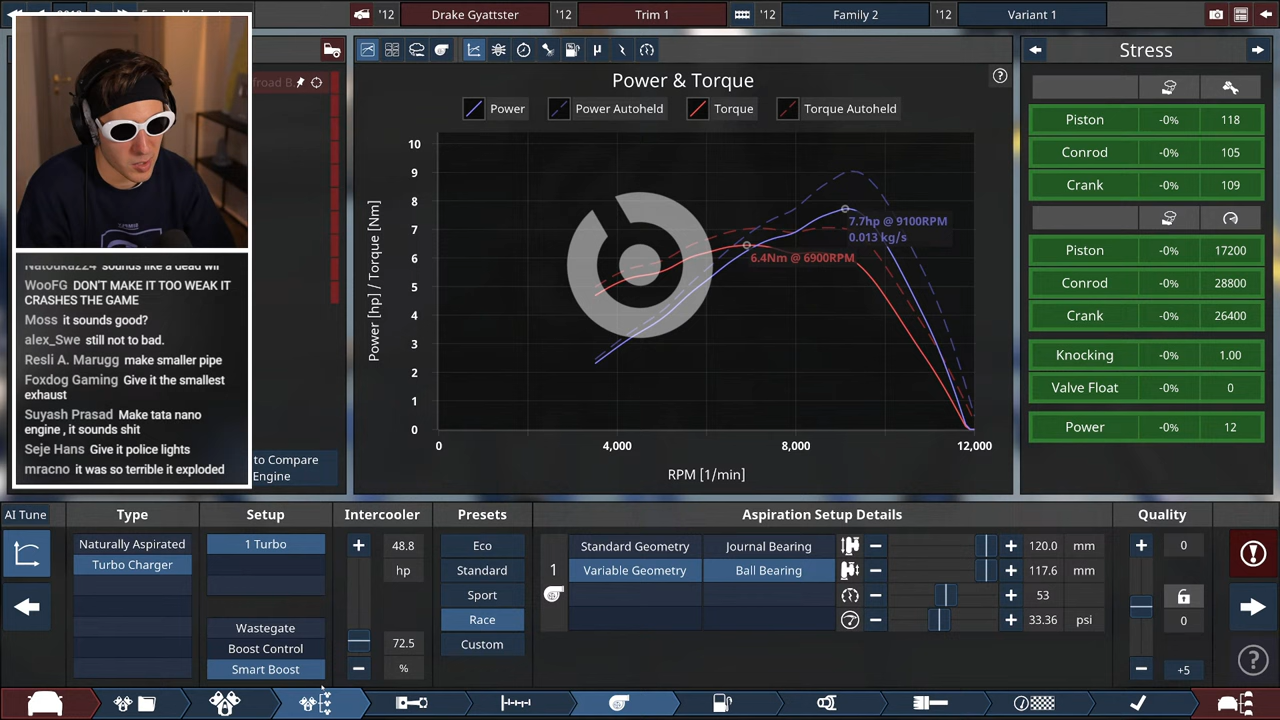 '12 Drake Gyattster '12 Trim 1 '12 Family 2 '12 Variant 1
froad B.
Natouka224 sounds like a dead wif
WooFG DON'T MAKE IT TOO WEAK IT
CRASHES THE GAME
Moss it sounds good?
alex_Swe still not to bad.
Resli A. Marugg make smaller pipe
Foxdog Gaming Give it the smallest
exhaust
Suyash Prasad Make tata nano
engine , it sounds shit
Seje Hans Give it police lights
mracno it was so terrible it exploded
to Compare
Engine
Power & Torque
?
Power Power Autoheld Torque Torque Autoheld
Power [hp] / Torque [Nm]
10
9
8
7
6
5
4
3
2
1
0
7.7hp @ 9100RPM
0.013 kg/s
6.4Nm @ 6900RPM
0 4,000 8,000 12,000
RPM [1/min]
Stress
Piston -0% 118
Conrod -0% 105
Crank -0% 109
Piston -0% 17200
Conrod -0% 28800
Crank -0% 26400
Knocking -0% 1.00
Valve Float -0% 0
Power -0% 12
AI Tune
Type
Naturally Aspirated
Turbo Charger
Setup
1 Turbo
Wastegate
Boost Control
Smart Boost
Intercooler
+ 48.8
hp
72.5
− %
Presets
Eco
Standard
Sport
Race
Custom
Aspiration Setup Details
1
Standard Geometry Journal Bearing − + 120.0 mm
Variable Geometry Ball Bearing − + 117.6 mm
− + 53
− + 33.36 psi
Quality
+ 0
0
− +5
?